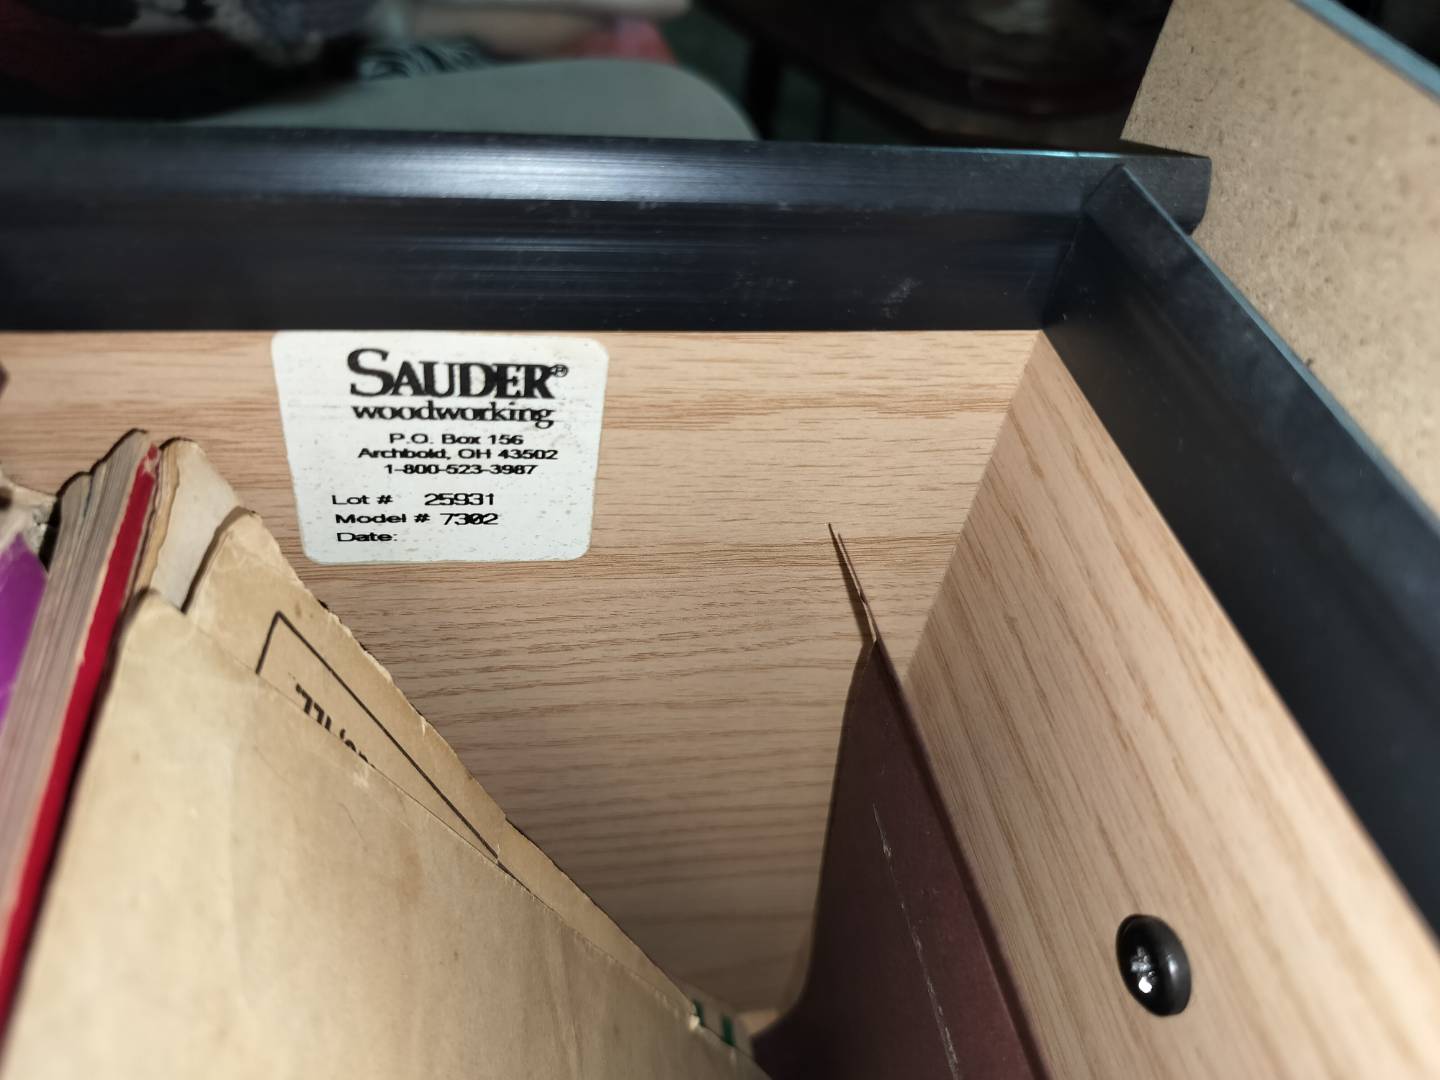 SAUDER®
woodworking
P.O. Box 156
Archbold, OH 43502
1-800-523-3987
Lot # 25931
Model # 7302
Date: